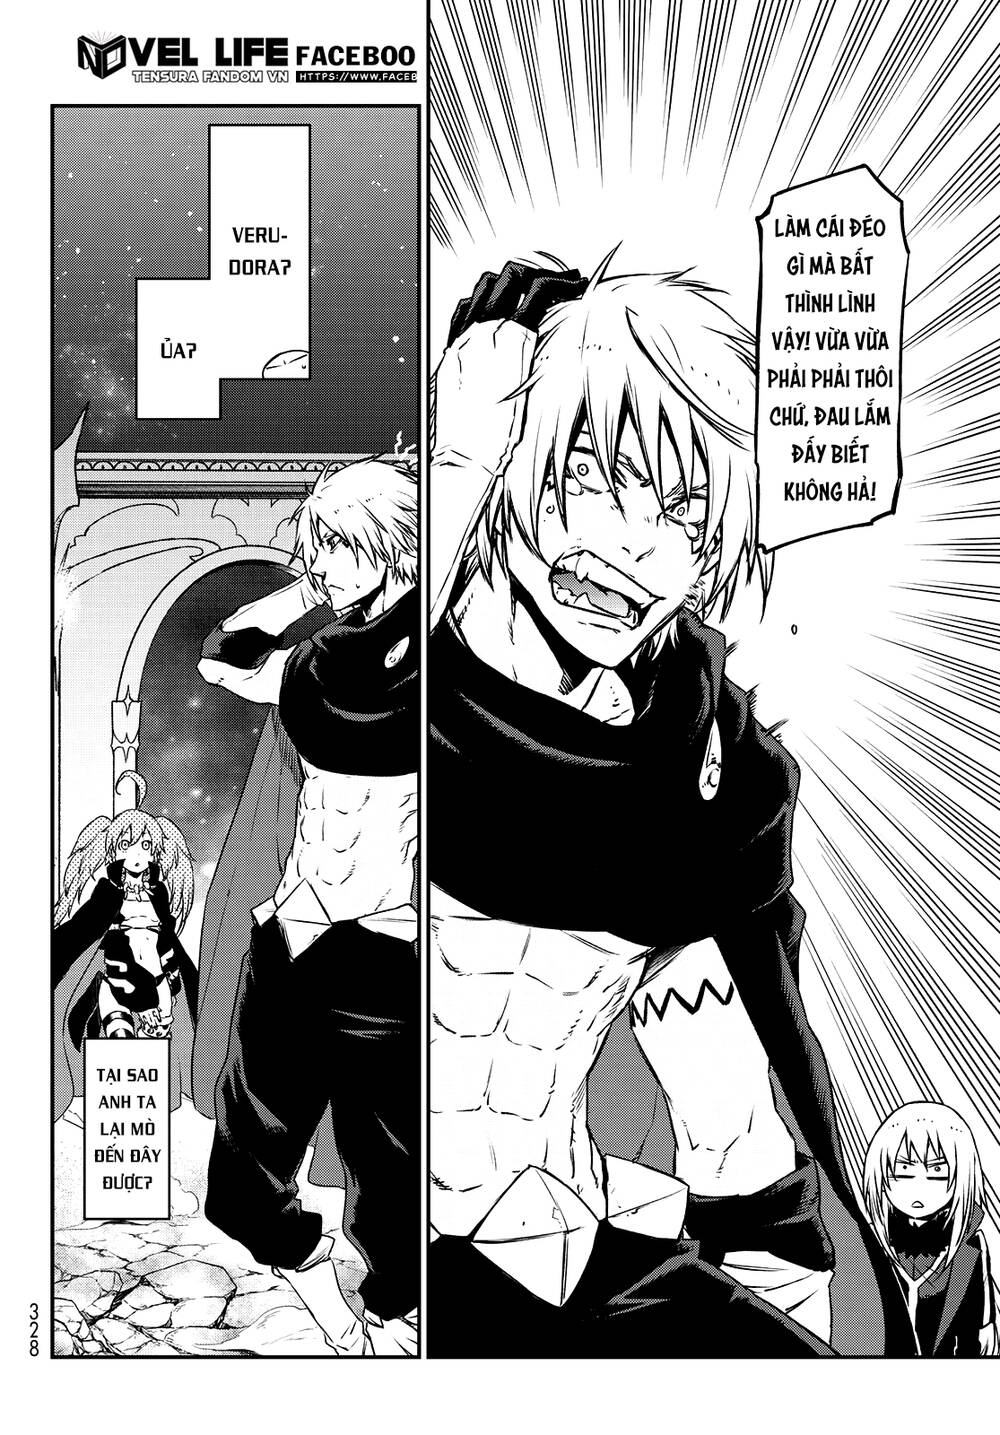 NOVEL LIFE FACEBOO
TENSURA FANDOM VN HTTPS://WWW.FACEB
LÀM CÁI ĐÉO
GÌ MÀ BẤT
THÌNH LÌNH
VẬY! VỪA VỪA
PHẢI PHẢI THÔI
CHỨ, ĐAU LẮM
ĐẤY BIẾT
KHÔNG HẢ!
VERU-
DORA?
ỦA?
TẠI SAO
ANH TA
LẠI MÒ
ĐẾN ĐÂY
ĐƯỢC?
328